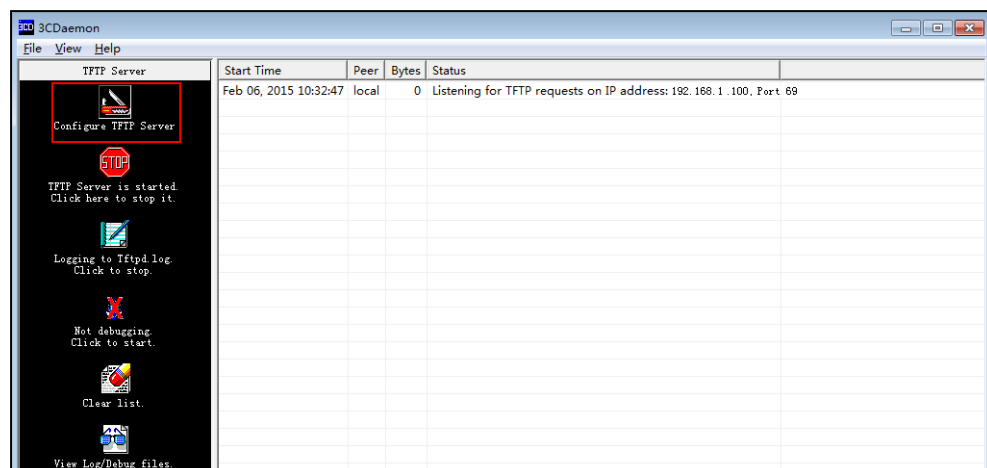 3CD 3CDaemon
File View Help
TFTP Server
Start Time Peer Bytes Status
Feb 06, 2015 10:32:47 local 0 Listening for TFTP requests on IP address: 192.168.1.100, Port 69
Configure TFTP Server
STOP
TFTP Server is started.
Click here to stop it.
Logging to Tftpd.log.
Click to stop.
Not debugging.
Click to start.
Clear list.
View Log/Debug files.